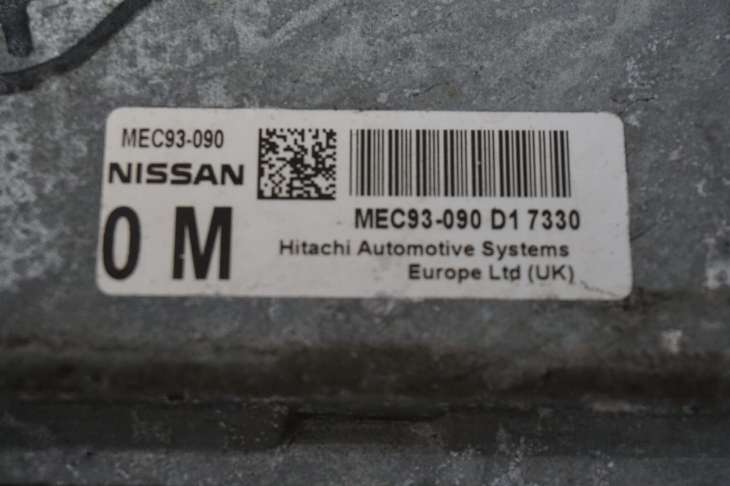 MEC93-090
NISSAN
0 M
MEC93-090 D1 7330
Hitachi Automotive Systems
Europe Ltd (UK)